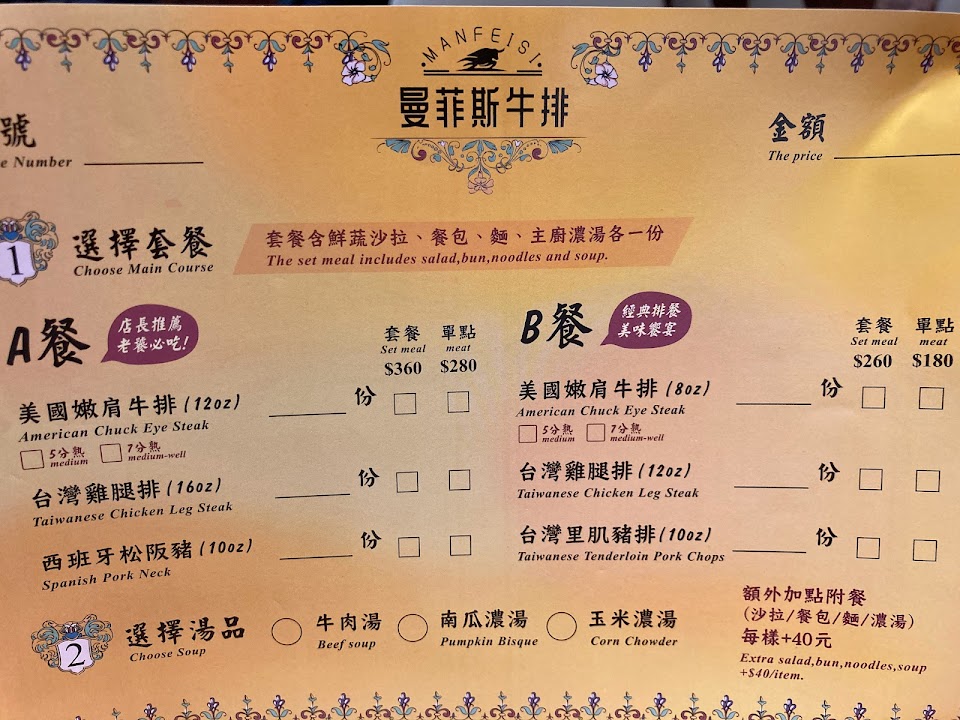 MANFEISI
曼菲斯牛排
號
e Number
金額
The price
1
選擇套餐
Choose Main Course
套餐含鮮蔬沙拉、餐包、麵、主廚濃湯各一份
The set meal includes salad,bun,noodles and soup.
A餐
店長推薦
老饕必吃!
套餐 單點
Set meal meat
$360 $280
美國嫩肩牛排(12oz) 份
American Chuck Eye Steak
5分熟 medium 7分熟 medium-well
台灣雞腿排(16oz) 份
Taiwanese Chicken Leg Steak
西班牙松阪豬(10oz) 份
Spanish Pork Neck
B餐
經典排餐
美味饗宴
套餐 單點
Set meal meat
$260 $180
美國嫩肩牛排(8oz) 份
American Chuck Eye Steak
5分熟 medium 7分熟 medium-well
台灣雞腿排(12oz) 份
Taiwanese Chicken Leg Steak
台灣里肌豬排(10oz) 份
Taiwanese Tenderloin Pork Chops
2
選擇湯品
Choose Soup
牛肉湯
Beef soup
南瓜濃湯
Pumpkin Bisque
玉米濃湯
Corn Chowder
額外加點附餐
(沙拉/餐包/麵/濃湯)
每樣+40元
Extra salad,bun,noodles,soup
+$40/item.